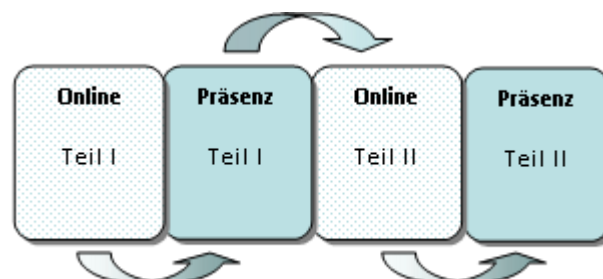 Online
Teil I
Präsenz
Teil I
Online
Teil II
Präsenz
Teil II